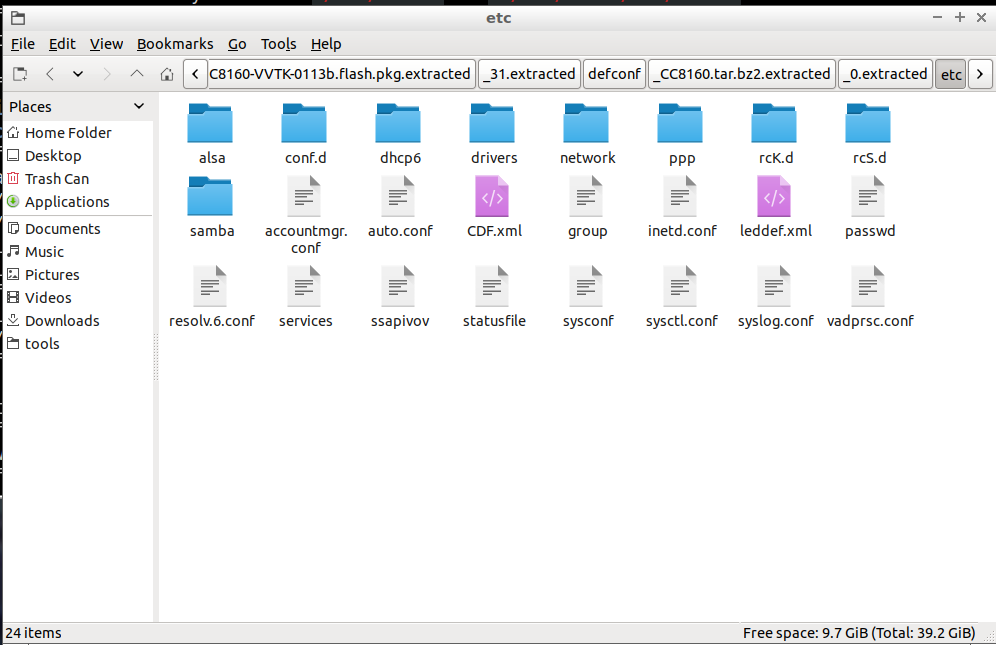 etc
File Edit View Bookmarks Go Tools Help
C8160-VVTK-0113b.flash.pkg.extracted _31.extracted defconf _CC8160.tar.bz2.extracted _0.extracted etc
Places
Home Folder
Desktop
Trash Can
Applications
Documents
Music
Pictures
Videos
Downloads
tools
alsa conf.d dhcp6 drivers network ppp rcK.d rcS.d
samba accountmgr. auto.conf CDF.xml group inetd.conf leddef.xml passwd
conf
resolv.6.conf services ssapivov statusfile sysconf sysctl.conf syslog.conf vadprsc.conf
24 items Free space: 9.7 GiB (Total: 39.2 GiB)